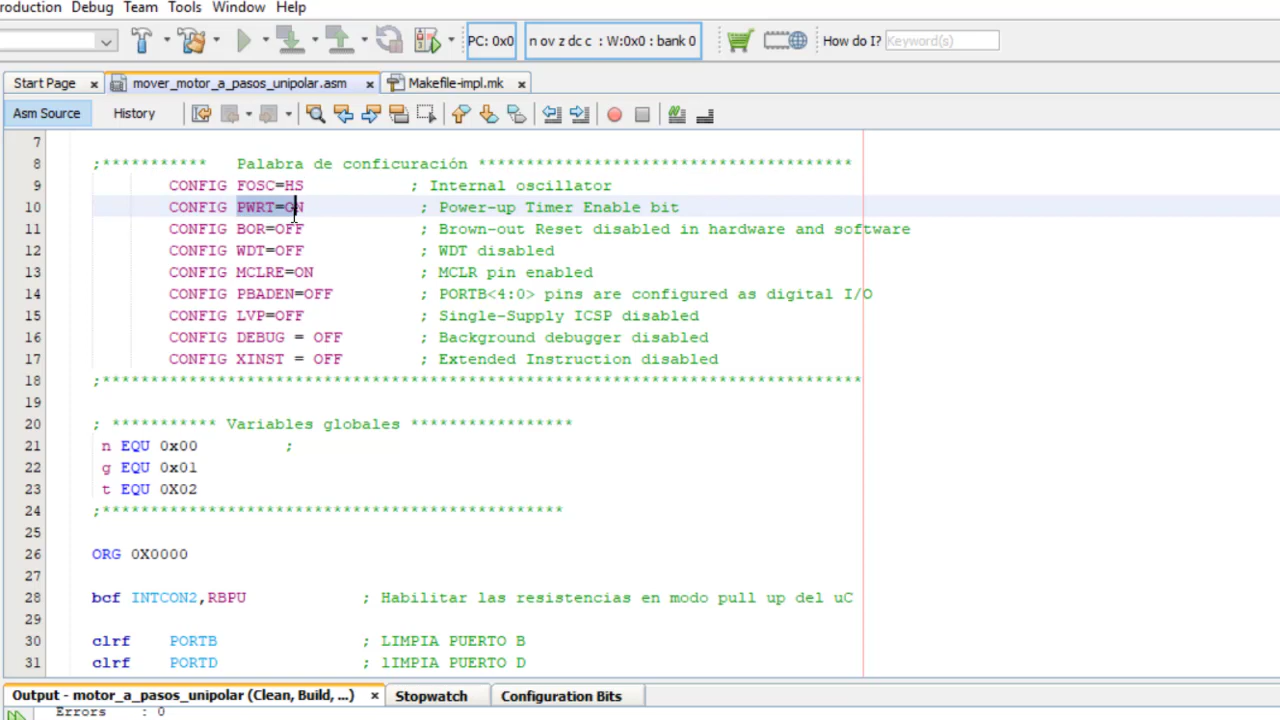 roduction Debug Team Tools Window Help
PC: 0x0 n ov z dc c : W:0x0 : bank 0 How do I? Keyword(s)
Start Page mover_motor_a_pasos_unipolar.asm Makefile-impl.mk
Asm Source History
7
8 ;*********** Palabra de conficuración ***************************************
9 CONFIG FOSC=HS ; Internal oscillator
10 CONFIG PWRT=ON ; Power-up Timer Enable bit
11 CONFIG BOR=OFF ; Brown-out Reset disabled in hardware and software
12 CONFIG WDT=OFF ; WDT disabled
13 CONFIG MCLRE=ON ; MCLR pin enabled
14 CONFIG PBADEN=OFF ; PORTB<4:0> pins are configured as digital I/O
15 CONFIG LVP=OFF ; Single-Supply ICSP disabled
16 CONFIG DEBUG = OFF ; Background debugger disabled
17 CONFIG XINST = OFF ; Extended Instruction disabled
18 ;*******************************************************************************
19
20 ; *********** Variables globales *****************
21 n EQU 0x00 ;
22 g EQU 0x01
23 t EQU 0X02
24 ;************************************************
25
26 ORG 0X0000
27
28 bcf INTCON2,RBPU ; Habilitar las resistencias en modo pull up del uC
29
30 clrf PORTB ; LIMPIA PUERTO B
31 clrf PORTD ; lIMPIA PUERTO D
Output - motor_a_pasos_unipolar (Clean, Build, ...) Stopwatch Configuration Bits
Errors : 0